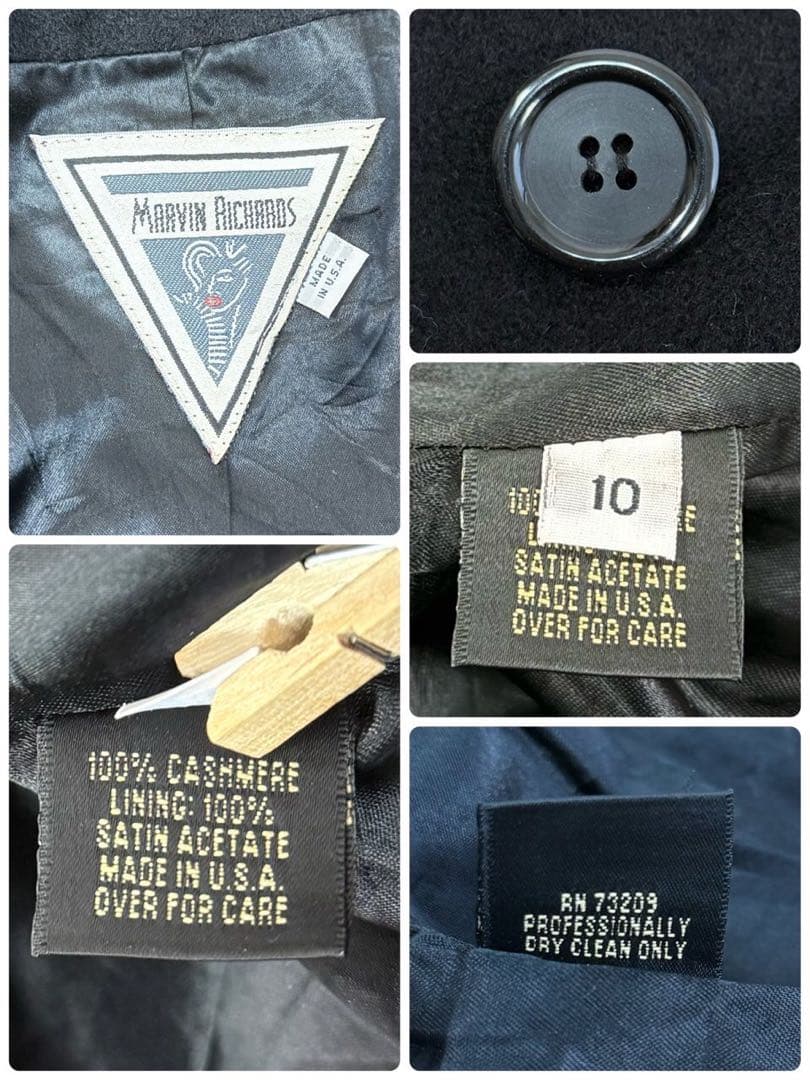 MARVIN RICHARDS
MADE
IN U.S.A.
10
SATIN ACETATE
MADE IN U.S.A.
OVER FOR CARE
100% CASHMERE
LINING: 100%
SATIN ACETATE
MADE IN U.S.A.
OVER FOR CARE
RN 73209
PROFESSIONALLY
DRY CLEAN ONLY